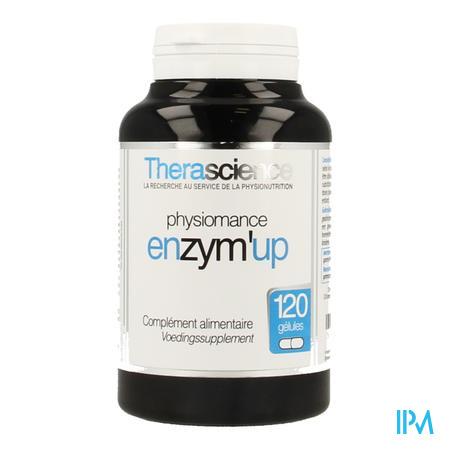 Therascience
LA RECHERCHE AU SERVICE DE LA PHYSIONUTRITION
physiomance
enzym'up
120
gélules
Complément alimentaire
Voedingssupplement
IPM